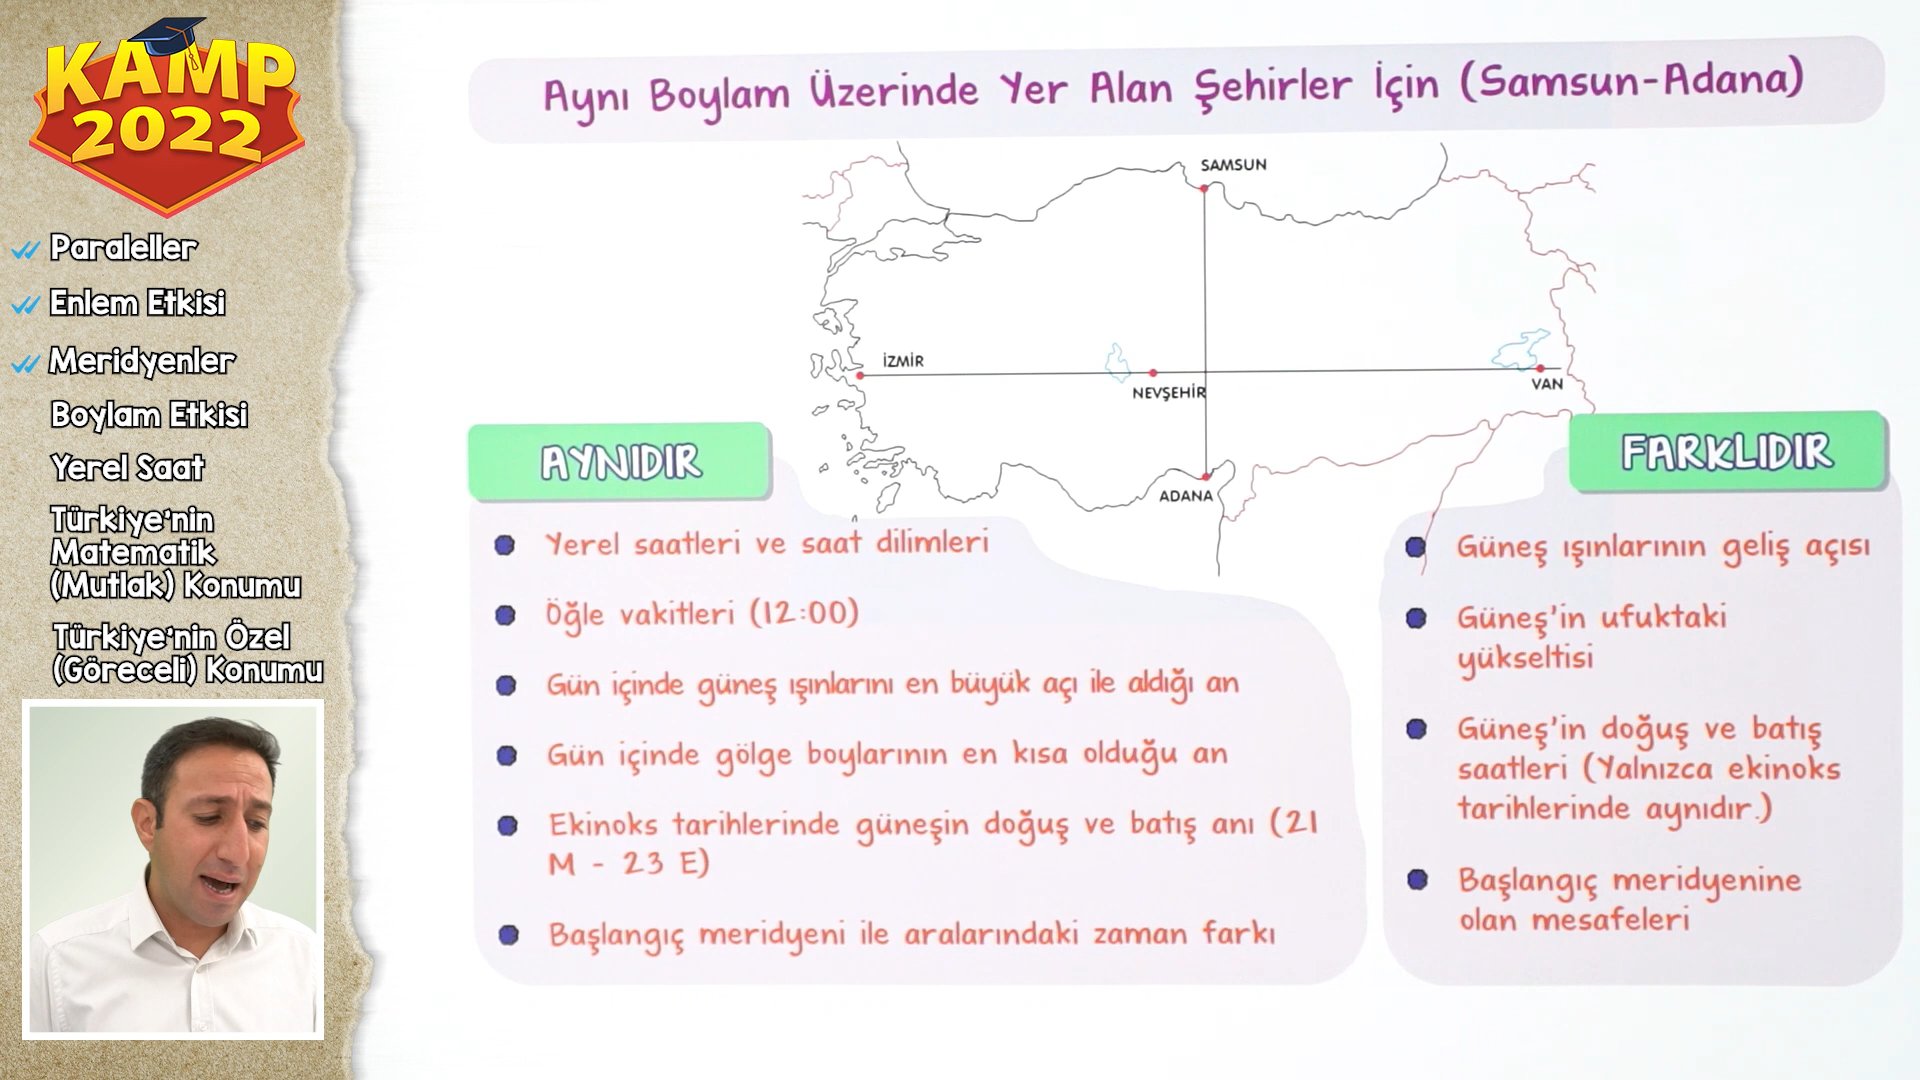 KAMP
2022
Paraleller
Enlem Etkisi
Meridyenler
Boylam Etkisi
Yerel Saat
Türkiye'nin
Matematik
(Mutlak) Konumu
Türkiye'nin Özel
(Göreceli) Konumu
Aynı Boylam Üzerinde Yer Alan Şehirler İçin (Samsun-Adana)
SAMSUN
İZMİR
NEVŞEHİR
VAN
ADANA
AYNIDIR
Yerel saatleri ve saat dilimleri
Öğle vakitleri (12:00)
Gün içinde güneş ışınlarını en büyük açı ile aldığı an
Gün içinde gölge boylarının en kısa olduğu an
Ekinoks tarihlerinde güneşin doğuş ve batış anı (21
M - 23 E)
Başlangıç meridyeni ile aralarındaki zaman farkı
FARKLIDIR
Güneş ışınlarının geliş açısı
Güneş'in ufuktaki
yükseltisi
Güneş'in doğuş ve batış
saatleri (Yalnızca ekinoks
tarihlerinde aynıdır.)
Başlangıç meridyenine
olan mesafeleri